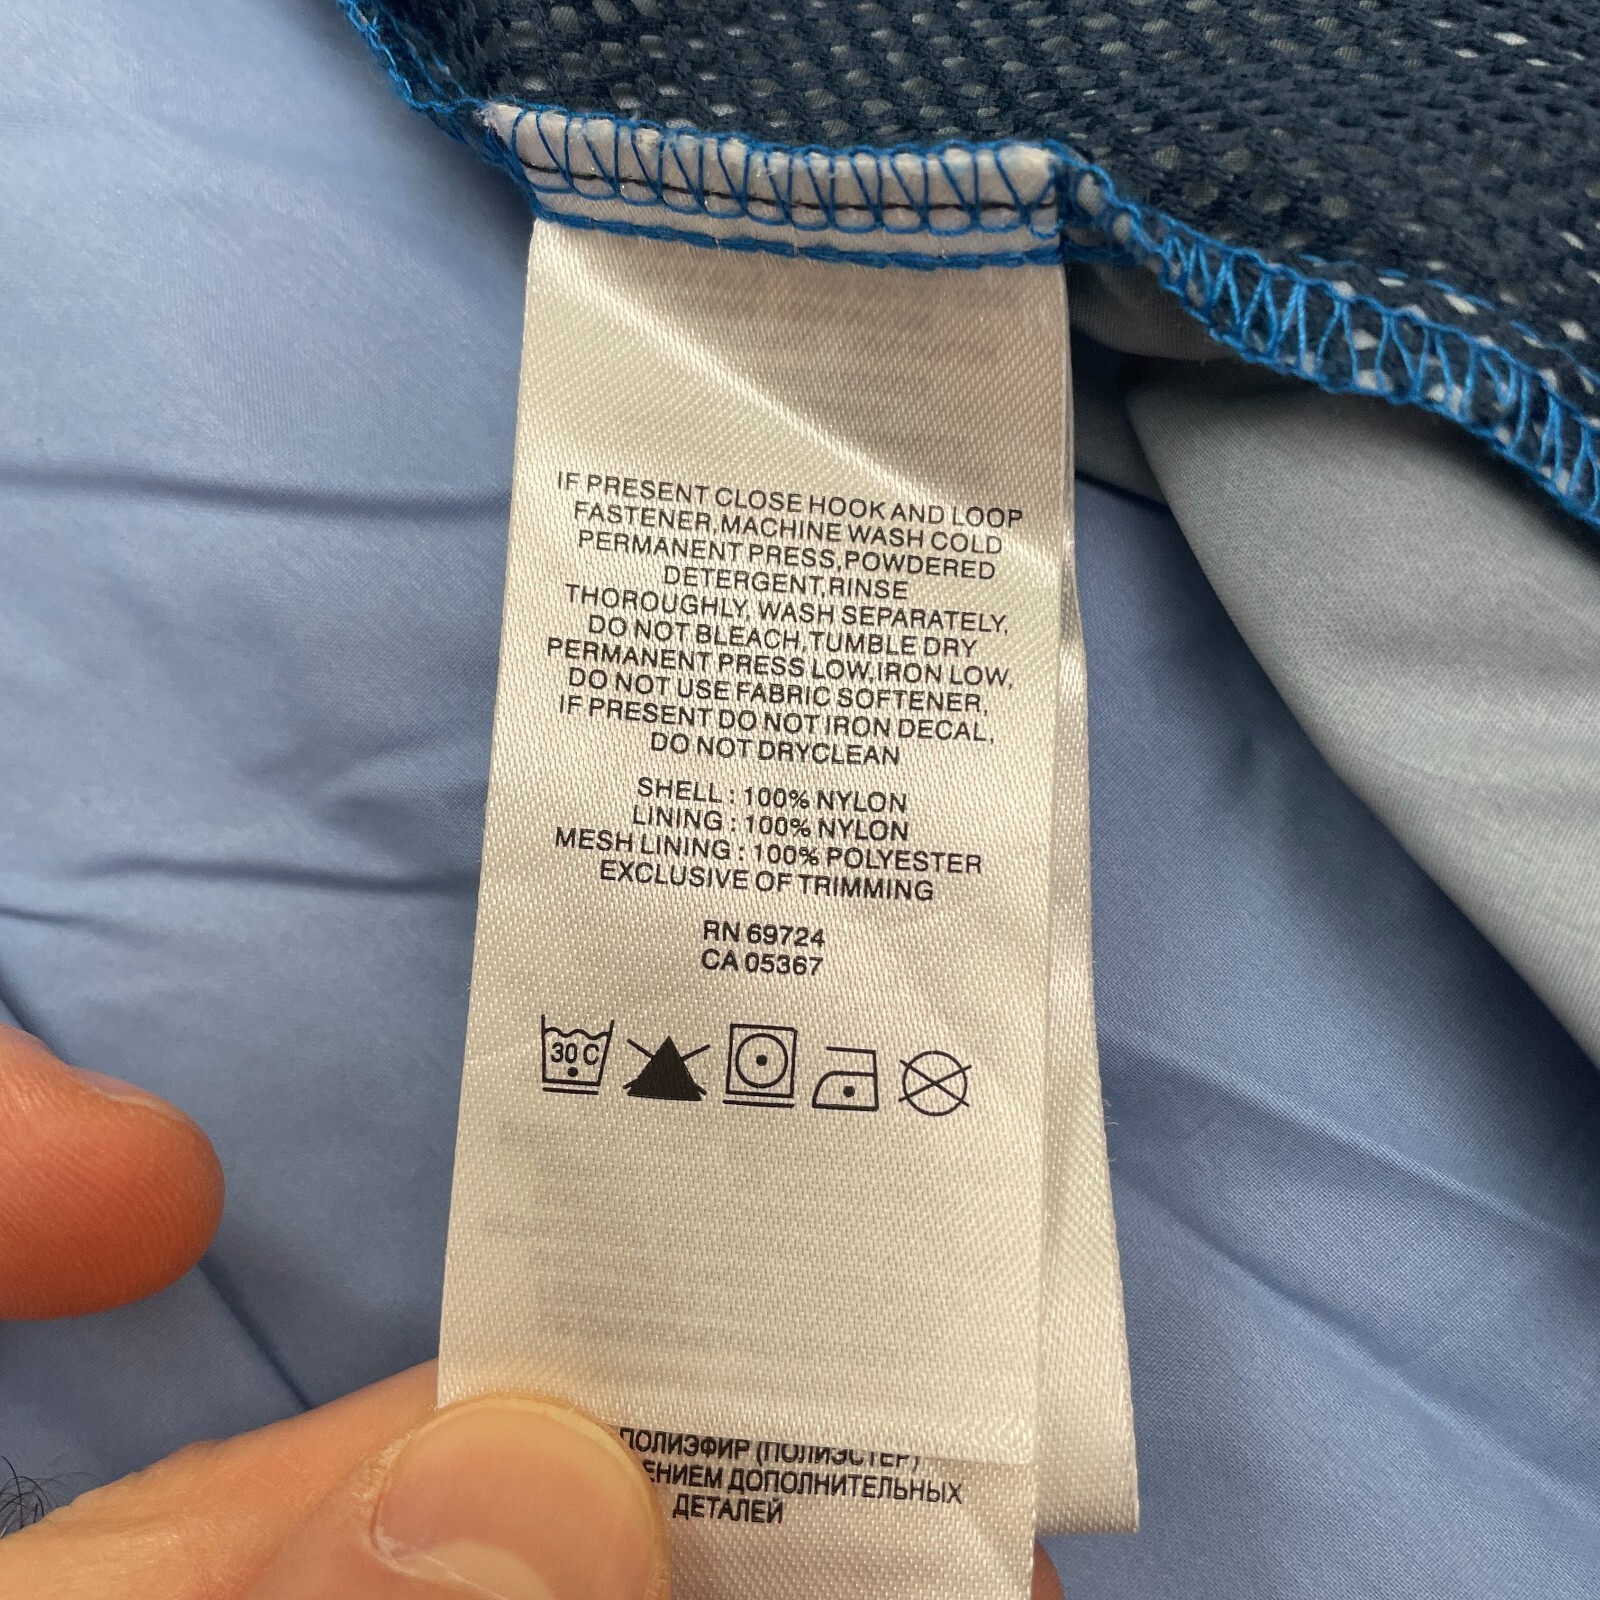 IF PRESENT CLOSE HOOK AND LOOP
FASTENER,MACHINE WASH COLD
PERMANENT PRESS,POWDERED
DETERGENT,RINSE
THOROUGHLY, WASH SEPARATELY,
DO NOT BLEACH,TUMBLE DRY
PERMANENT PRESS LOW,IRON LOW,
DO NOT USE FABRIC SOFTENER,
IF PRESENT DO NOT IRON DECAL,
DO NOT DRYCLEAN
SHELL : 100% NYLON
LINING : 100% NYLON
MESH LINING : 100% POLYESTER
EXCLUSIVE OF TRIMMING
RN 69724
CA 05367
30 C
ПОЛИЭФИР (ПОЛИЭСТЕР)
ДОПОЛНИТЕЛЬНЫХ
ДЕТАЛЕЙ